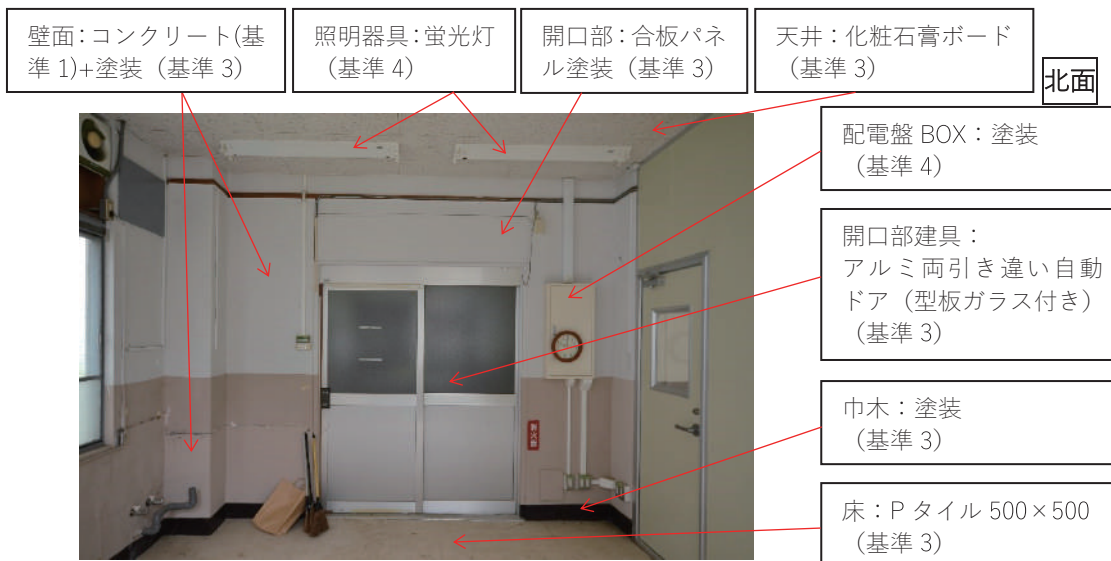 壁面：コンクリート(基
準 1)+塗装（基準 3）
照明器具：蛍光灯
（基準 4）
開口部：合板パネ
ル塗装（基準 3）
天井：化粧石膏ボード
（基準 3）
北面
配電盤 BOX：塗装
（基準 4）
開口部建具：
アルミ両引き違い自動
ドア（型板ガラス付き）
（基準 3）
巾木：塗装
（基準 3）
床：P タイル 500×500
（基準 3）